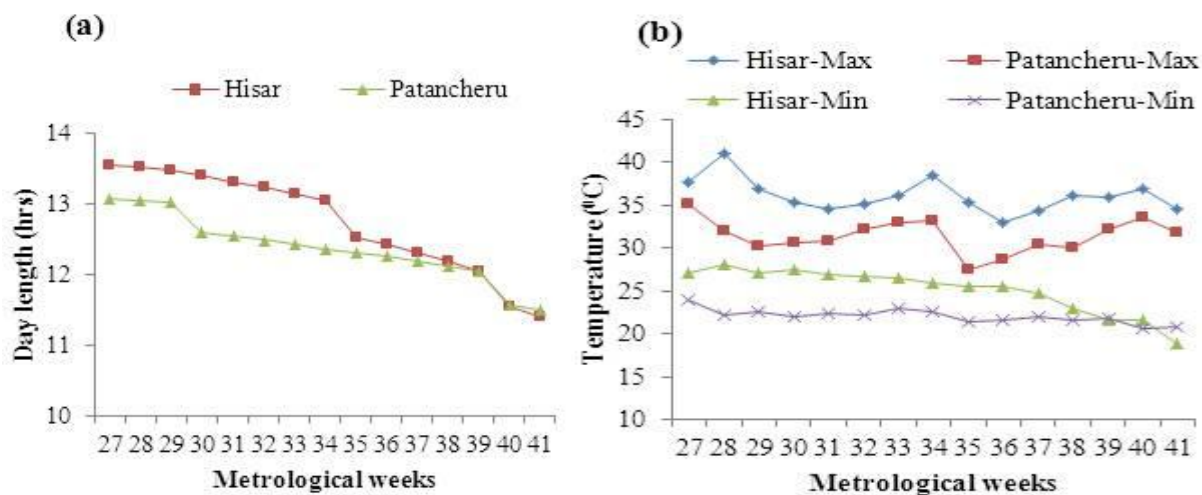 (a)
Hisar Patancheru
Day length (hrs)
14
13
12
11
10
27 28 29 30 31 32 33 34 35 36 37 38 39 40 41
Metrological weeks
(b)
Hisar-Max Patancheru-Max
Hisar-Min Patancheru-Min
Temperature (⁰C)
45
40
35
30
25
20
15
10
27 28 29 30 31 32 33 34 35 36 37 38 39 40 41
Metrological weeks